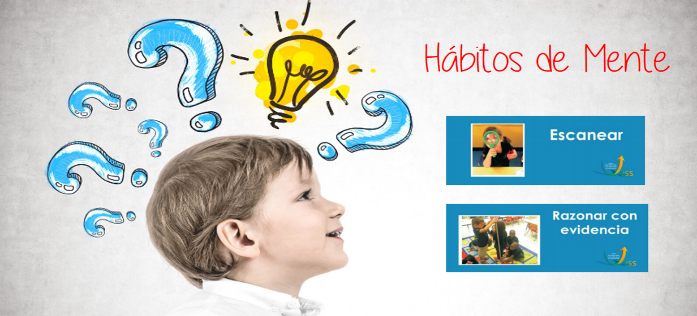 Hábitos de Mente
Escanear
Razonar con
evidencia